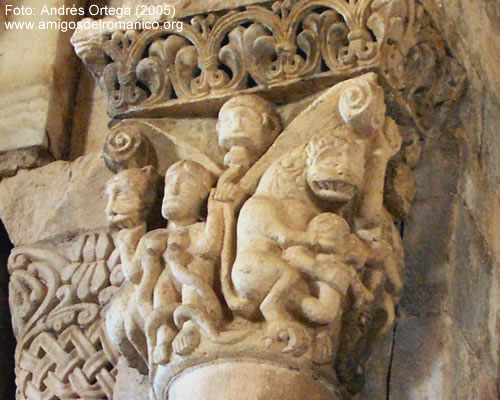 Foto: Andrés Ortega (2005)
www.amigosdelromanico.org